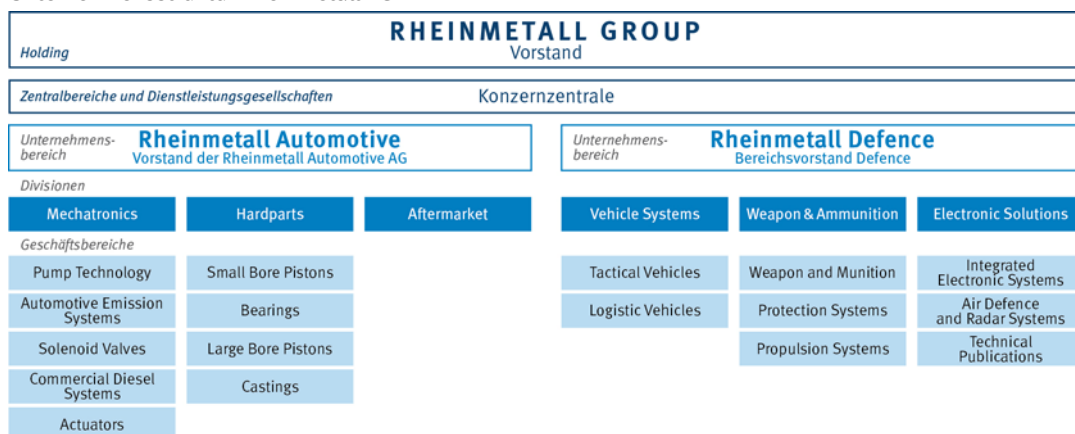 RHEINMETALL GROUP
Holding
Vorstand
Zentralbereiche und Dienstleistungsgesellschaften
Konzernzentrale
Unternehmens-
bereich
Rheinmetall Automotive
Vorstand der Rheinmetall Automotive AG
Unternehmens-
bereich
Rheinmetall Defence
Bereichsvorstand Defence
Divisionen
Mechatronics
Hardparts
Aftermarket
Vehicle Systems
Weapon & Ammunition
Electronic Solutions
Geschäftsbereiche
Pump Technology
Automotive Emission
Systems
Solenoid Valves
Commercial Diesel
Systems
Actuators
Small Bore Pistons
Bearings
Large Bore Pistons
Castings
Tactical Vehicles
Logistic Vehicles
Weapon and Munition
Protection Systems
Propulsion Systems
Integrated
Electronic Systems
Air Defence
and Radar Systems
Technical
Publications